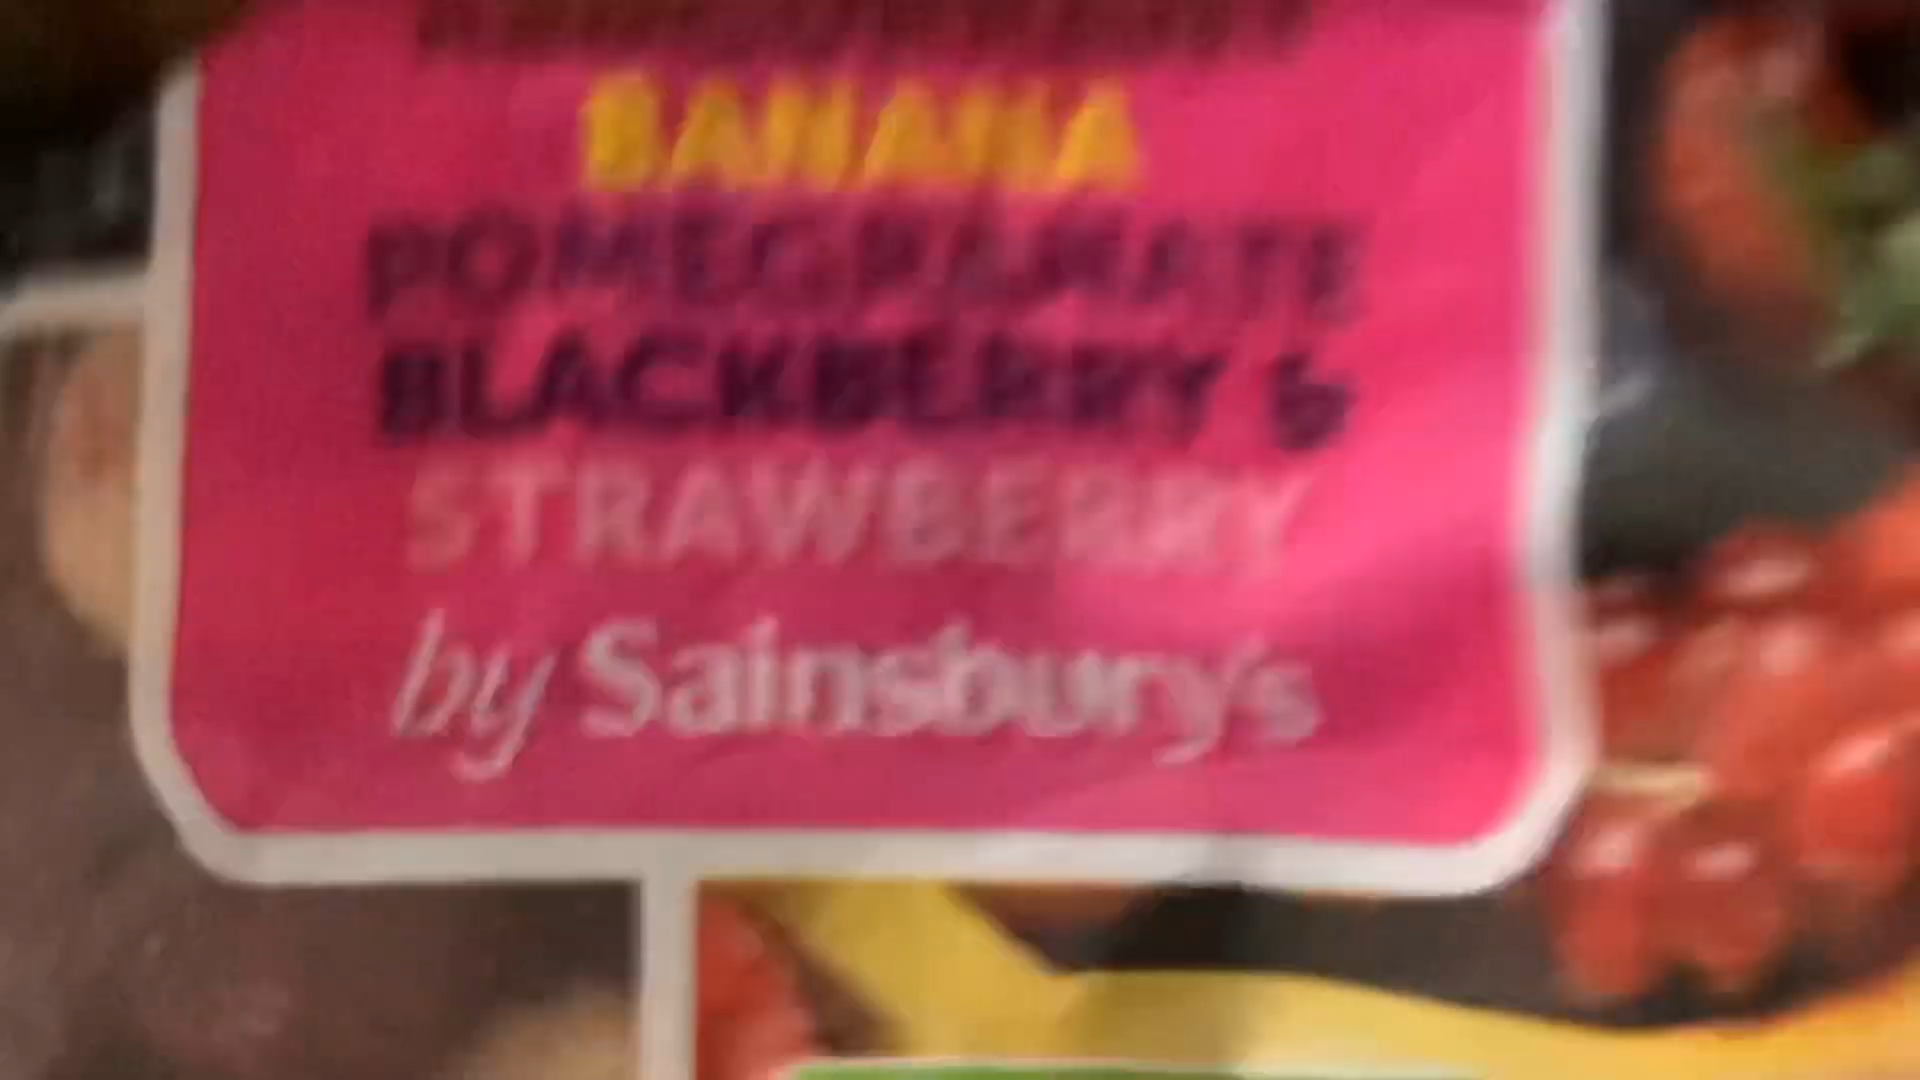 BANANA
POMEGRANATE
BLACKBERRY &
STRAWBERRY
by Sainsbury's